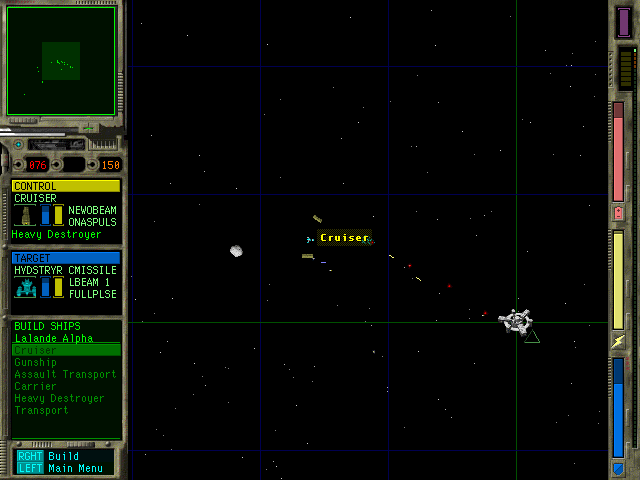 076 150
CONTROL
CRUISER
NEWOBEAM
ONASPULS
Heavy Destroyer
TARGET
HVDSTRYR CMISSILE
LBEAM 1
FULLPLSE
BUILD SHIPS
Lalande Alpha
Cruiser
Gunship
Assault Transport
Carrier
Heavy Destroyer
Transport
RGHT Build
LEFT Main Menu
Cruiser